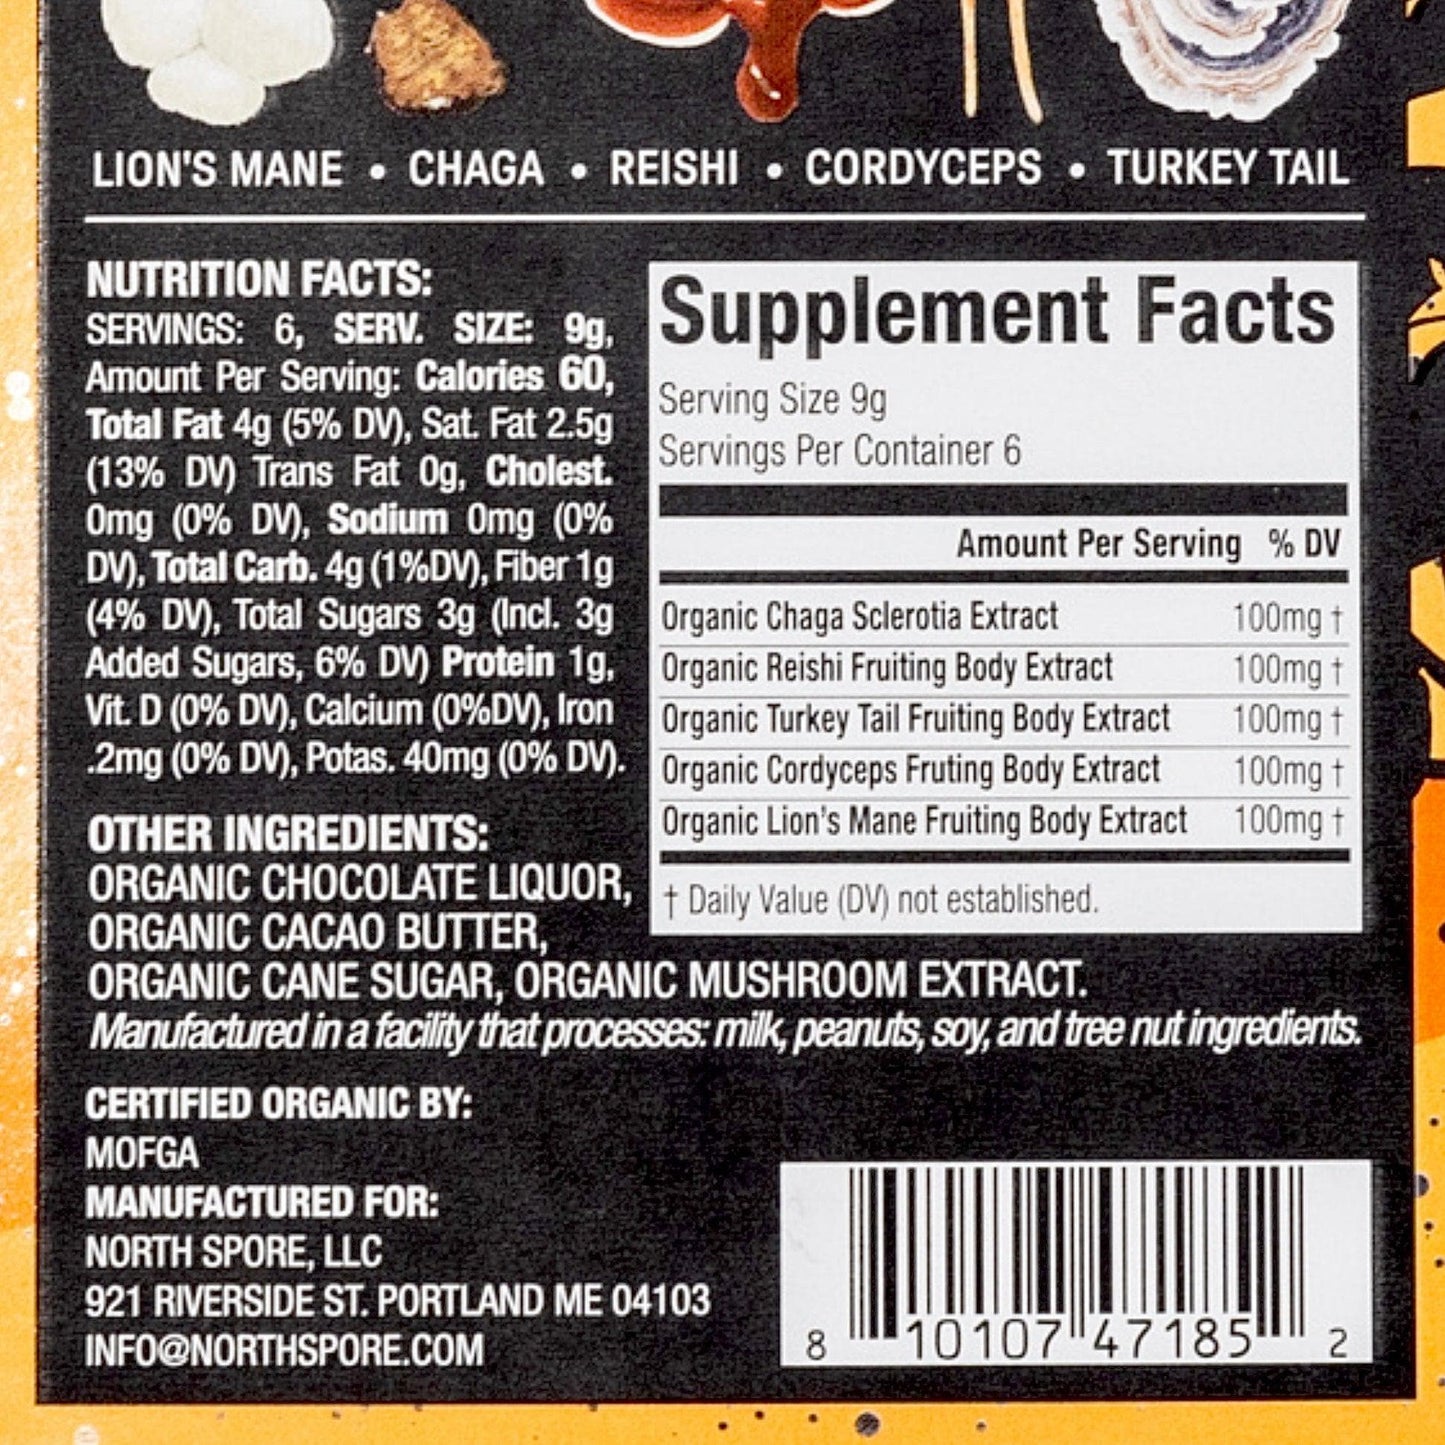 LION'S MANE • CHAGA • REISHI • CORDYCEPS • TURKEY TAIL
NUTRITION FACTS:
SERVINGS: 6, SERV. SIZE: 9g,
Amount Per Serving: Calories 60,
Total Fat 4g (5% DV), Sat. Fat 2.5g
(13% DV) Trans Fat 0g, Cholest.
0mg (0% DV), Sodium 0mg (0%
DV), Total Carb. 4g (1%DV), Fiber 1g
(4% DV), Total Sugars 3g (Incl. 3g
Added Sugars, 6% DV) Protein 1g,
Vit. D (0% DV), Calcium (0%DV), Iron
.2mg (0% DV), Potas. 40mg (0% DV).
Supplement Facts
Serving Size 9g
Servings Per Container 6
Amount Per Serving % DV
Organic Chaga Sclerotia Extract 100mg †
Organic Reishi Fruiting Body Extract 100mg †
Organic Turkey Tail Fruiting Body Extract 100mg †
Organic Cordyceps Fruting Body Extract 100mg †
Organic Lion's Mane Fruiting Body Extract 100mg †
† Daily Value (DV) not established.
OTHER INGREDIENTS:
ORGANIC CHOCOLATE LIQUOR,
ORGANIC CACAO BUTTER,
ORGANIC CANE SUGAR, ORGANIC MUSHROOM EXTRACT.
Manufactured in a facility that processes: milk, peanuts, soy, and tree nut ingredients.
CERTIFIED ORGANIC BY:
MOFGA
MANUFACTURED FOR:
NORTH SPORE, LLC
921 RIVERSIDE ST. PORTLAND ME 04103
INFO@NORTHSPORE.COM
8 10107 47185 2